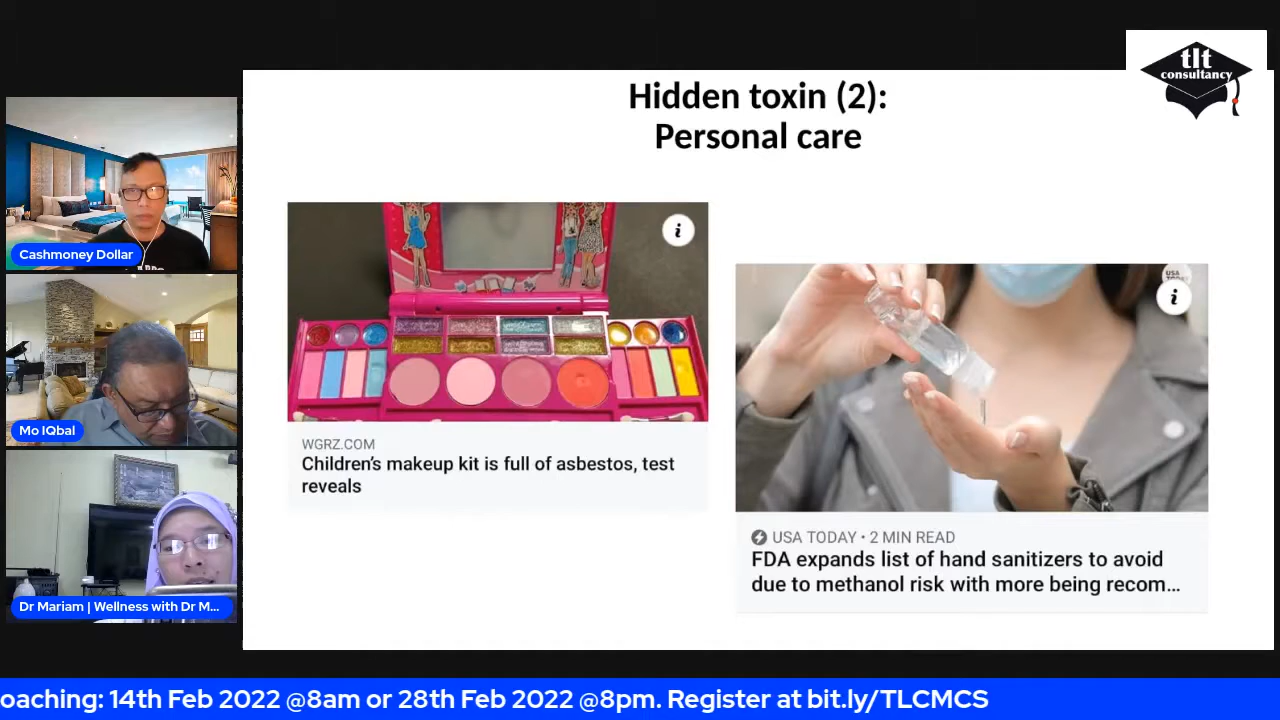 tlt
consultancy
Hidden toxin (2):
Personal care
Cashmoney Dollar
Mo IQbal
Dr Mariam | Wellness with Dr M...
i
WGRZ.COM
Children's makeup kit is full of asbestos, test
reveals
USA
TODAY
i
USA TODAY • 2 MIN READ
FDA expands list of hand sanitizers to avoid
due to methanol risk with more being recom...
oaching: 14th Feb 2022 @8am or 28th Feb 2022 @8pm. Register at bit.ly/TLCMCS